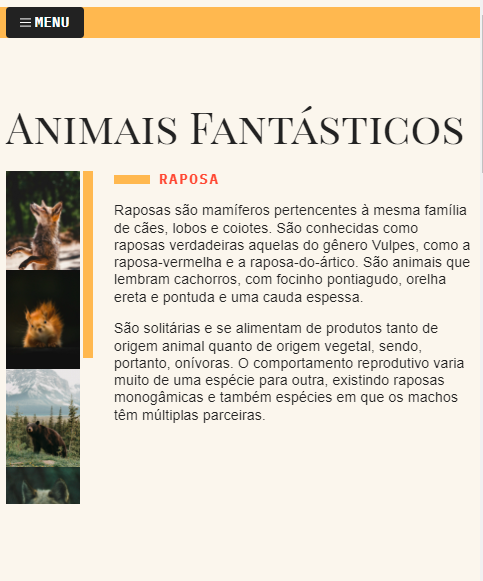 MENU
Animais Fantásticos
RAPOSA
Raposas são mamíferos pertencentes à mesma família
de cães, lobos e coiotes. São conhecidas como
raposas verdadeiras aquelas do gênero Vulpes, como a
raposa-vermelha e a raposa-do-ártico. São animais que
lembram cachorros, com focinho pontiagudo, orelha
ereta e pontuda e uma cauda espessa.
São solitárias e se alimentam de produtos tanto de
origem animal quanto de origem vegetal, sendo,
portanto, onívoras. O comportamento reprodutivo varia
muito de uma espécie para outra, existindo raposas
monogâmicas e também espécies em que os machos
têm múltiplas parceiras.